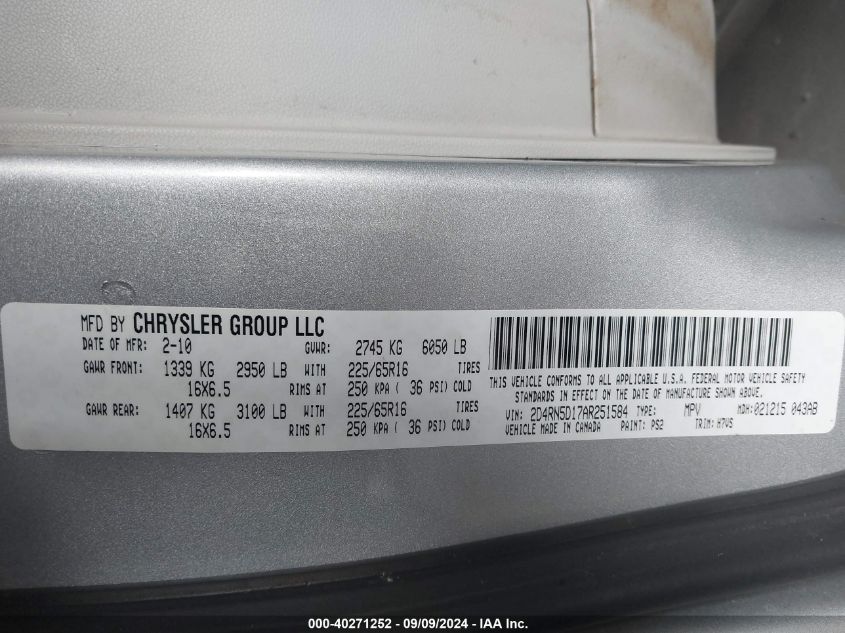 MFD BY CHRYSLER GROUP LLC
DATE OF MFR: 2-10 GVWR: 2745 KG 6050 LB
GAWR FRONT: 1339 KG 2950 LB WITH 225/65R16 TIRES
16X6.5 RIMS AT 250 KPA ( 36 PSI) COLD
GAWR REAR: 1407 KG 3100 LB WITH 225/65R16 TIRES
16X6.5 RIMS AT 250 KPA ( 36 PSI) COLD
THIS VEHICLE CONFORMS TO ALL APPLICABLE U.S.A. FEDERAL MOTOR VEHICLE SAFETY
STANDARDS IN EFFECT ON THE DATE OF MANUFACTURE SHOWN ABOVE.
VIN: 2D4RN5D17AR251584 TYPE: MPV MDH: 021215 043AB
VEHICLE MADE IN CANADA PAINT: PS2 TRIM: H7VS
000-40271252 - 09/09/2024 - IAA Inc.